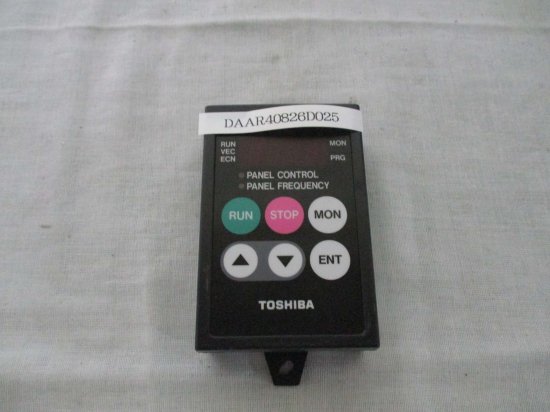 DAAR40826D025
RUN MON
VEC
ECN PRG
PANEL CONTROL
PANEL FREQUENCY
RUN STOP MON
ENT
TOSHIBA